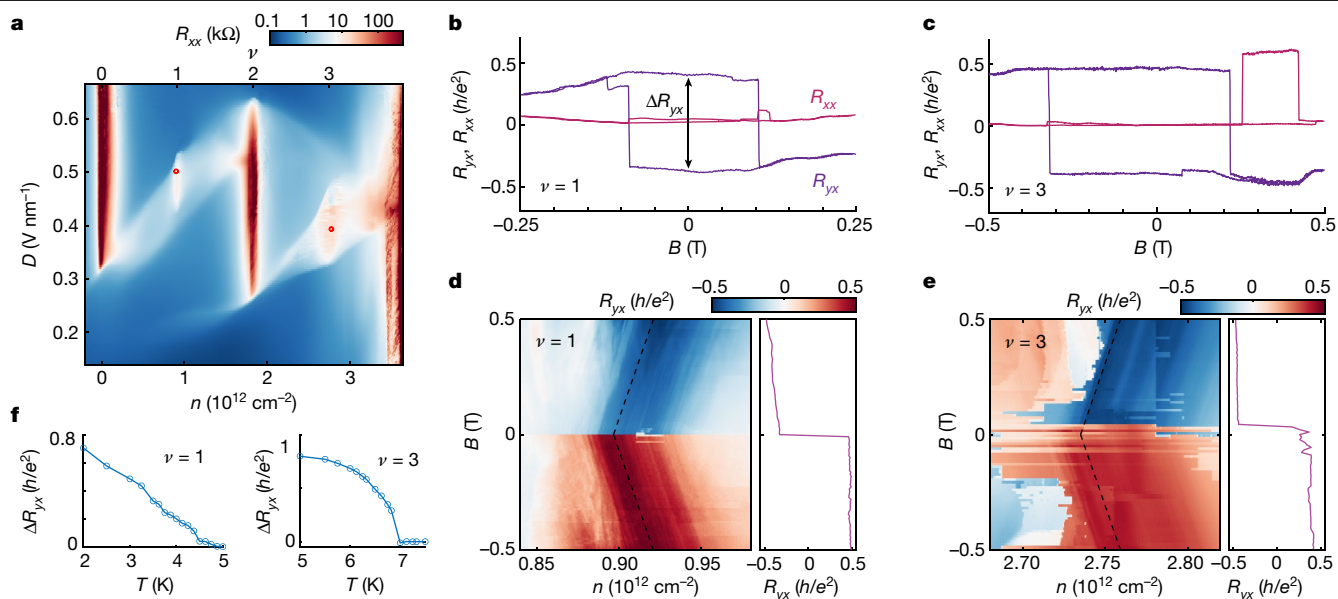 a
R_xx (kΩ)
0.1 1 10 100
ν
0 1 2 3
D (V nm⁻¹)
0.6
0.5
0.4
0.3
0.2
0 1 2 3
n (10¹² cm⁻²)
b
R_yx, R_xx (h/e²)
0.5
0
−0.5
ΔR_yx
R_xx
R_yx
ν = 1
−0.25 0 0.25
B (T)
c
R_yx, R_xx (h/e²)
0.5
0
−0.5
ν = 3
−0.5 0 0.5
B (T)
d
R_yx (h/e²)
−0.5 0 0.5
ν = 1
B (T)
0.5
0
−0.5
0.85 0.90 0.95
n (10¹² cm⁻²)
−0.5 0 0.5
R_yx (h/e²)
e
R_yx (h/e²)
−0.5 0 0.5
ν = 3
B (T)
0.5
0
−0.5
2.70 2.75 2.80
n (10¹² cm⁻²)
−0.5 0 0.5
R_yx (h/e²)
f
ΔR_yx (h/e²)
0.8
0
ν = 1
2 3 4 5
T (K)
ΔR_yx (h/e²)
1
0
ν = 3
5 6 7
T (K)